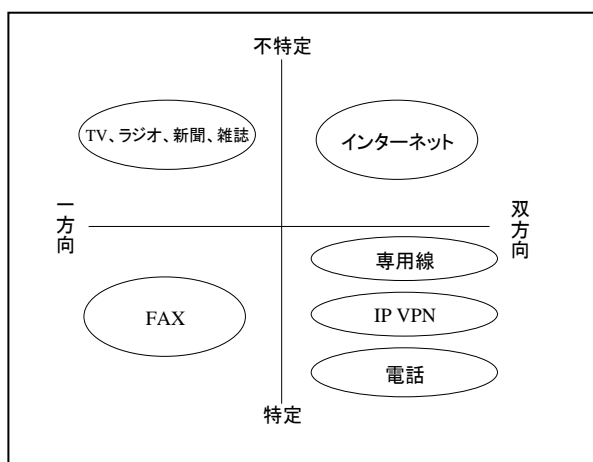 不特定
TV、ラジオ、新聞、雑誌
インターネット
一方向
双方向
専用線
FAX
IP VPN
電話
特定